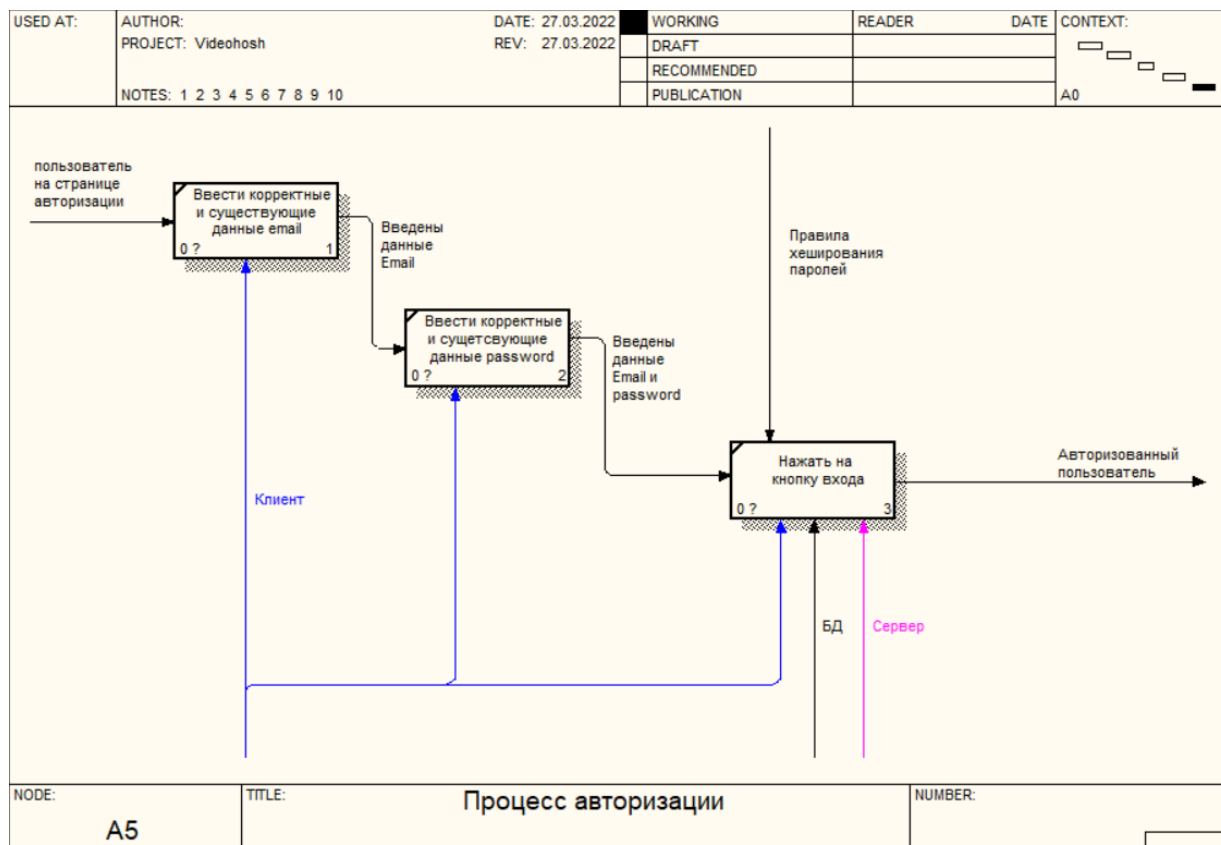 USED AT:
AUTHOR:
DATE: 27.03.2022
WORKING
READER
DATE
CONTEXT:
PROJECT: Videohosh
REV: 27.03.2022
DRAFT
RECOMMENDED
NOTES: 1 2 3 4 5 6 7 8 9 10
PUBLICATION
A0
пользователь
на странице
авторизации
Ввести корректные
и существующие
данные email
0 ?
1
Введены
данные
Email
Правила
хеширования
паролей
Ввести корректные
и сущетсвующие
данные password
0 ?
2
Введены
данные
Email и
password
Нажать на
кнопку входа
0 ?
3
Авторизованный
пользователь
Клиент
БД
Сервер
NODE:
A5
TITLE:
Процесс авторизации
NUMBER: